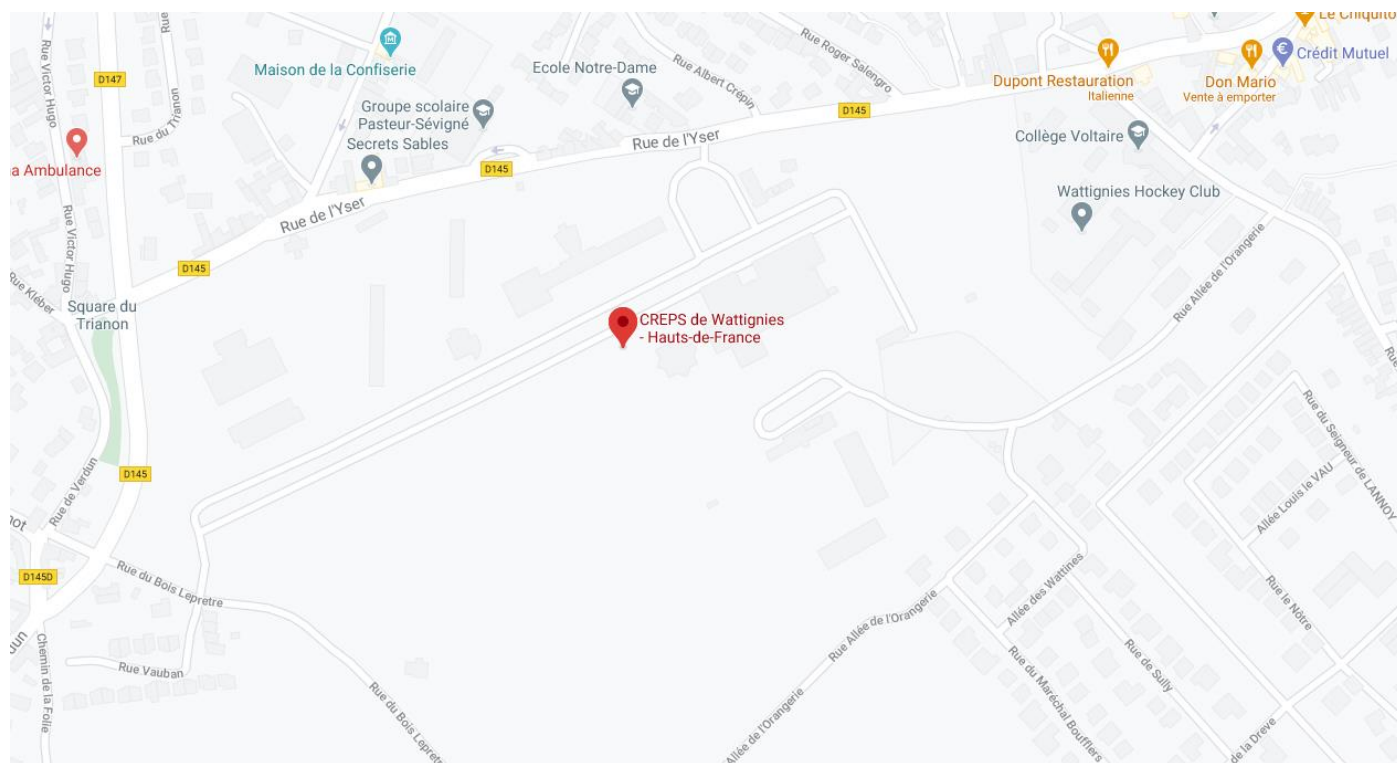 Le Chiquito
Rue Victor Hugo
Rue Roger Salengro
Crédit Mutuel
Maison de la Confiserie
Ecole Notre-Dame
Rue Albert Crépin
Dupont Restauration
Italienne
Don Mario
Vente à emporter
D147
Rue du Trianon
Groupe scolaire
Pasteur-Sévigné
Secrets Sables
D145
Rue de l'Yser
Collège Voltaire
a Ambulance
D145
Wattignies Hockey Club
Rue de l'Yser
Rue Victor Hugo
D145
Rue Allée de l'Orangerie
Rue Kléber
Square du
Trianon
CREPS de Wattignies
- Hauts-de-France
Rue du Seigneur de LANNOY
D145
Rue de Verdun
Allée Louis le VAU
not
D145D
Rue du Bois Lepretre
Allée des Wattines
Rue le Nôtre
Rue Allée de l'Orangerie
dun
Chemin de la Folie
Rue Vauban
Rue du Bois Lepretre
Rue de Sully
Rue du Maréchal Boufflers
Allée de l'Orangerie
de la Dreve